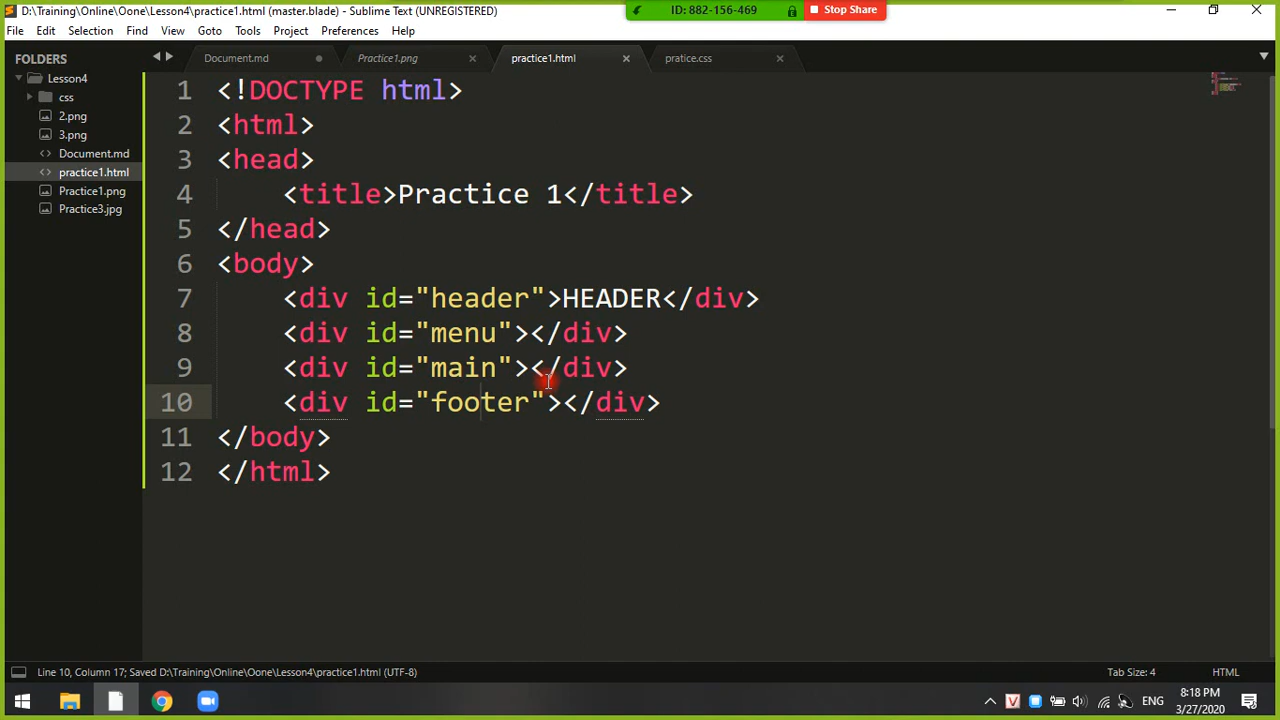 D:\Training\Online\Oone\Lesson4\practice1.html (master.blade) - Sublime Text (UNREGISTERED)
ID: 882-156-469
Stop Share
File Edit Selection Find View Goto Tools Project Preferences Help
FOLDERS
Lesson4
css
2.png
3.png
Document.md
practice1.html
Practice1.png
Practice3.jpg
Document.md
Practice1.png
practice1.html
pratice.css
1 <!DOCTYPE html>
2 <html>
3 <head>
4 <title>Practice 1</title>
5 </head>
6 <body>
7 <div id="header">HEADER</div>
8 <div id="menu"></div>
9 <div id="main"></div>
10 <div id="footer"></div>
11 </body>
12 </html>
Line 10, Column 17; Saved D:\Training\Online\Oone\Lesson4\practice1.html (UTF-8)
Tab Size: 4
HTML
V
ENG
8:18 PM
3/27/2020